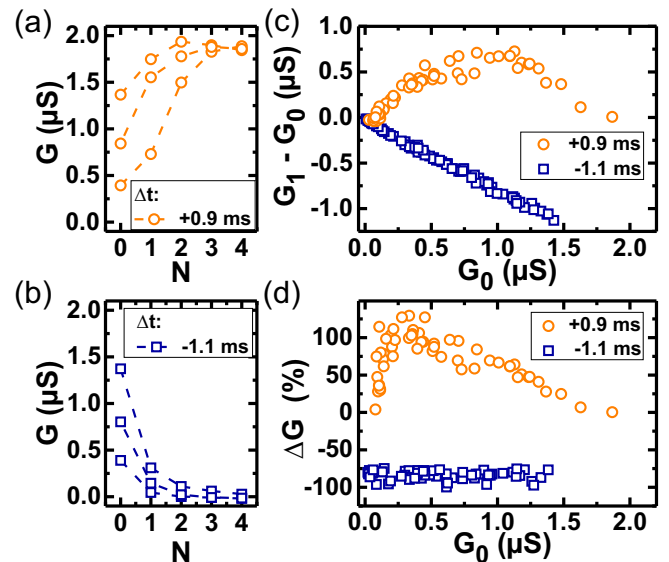 (a)
2.0
1.5
1.0
0.5
0.0
G (µS)
Δt:
+0.9 ms
0 1 2 3 4
N
(b)
2.0
1.5
1.0
0.5
0.0
G (µS)
Δt:
-1.1 ms
0 1 2 3 4
N
(c)
1.0
0.5
0.0
-0.5
-1.0
G1 - G0 (µS)
+0.9 ms
-1.1 ms
0.0 0.5 1.0 1.5 2.0
G0 (µS)
(d)
100
50
0
-50
-100
ΔG (%)
+0.9 ms
-1.1 ms
0.0 0.5 1.0 1.5 2.0
G0 (µS)